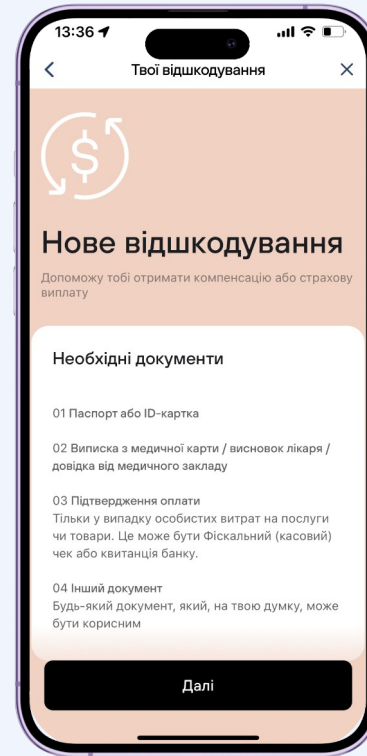 13:36
Твої відшкодування
$
Нове відшкодування
Допоможу тобі отримати компенсацію або страхову
виплату
Необхідні документи
01 Паспорт або ID-картка
02 Виписка з медичної карти / висновок лікаря /
довідка від медичного закладу
03 Підтвердження оплати
Тільки у випадку особистих витрат на послуги
чи товари. Це може бути Фіскальний (касовий)
чек або квитанція банку.
04 Інший документ
Будь-який документ, який, на твою думку, може
бути корисним
Далі